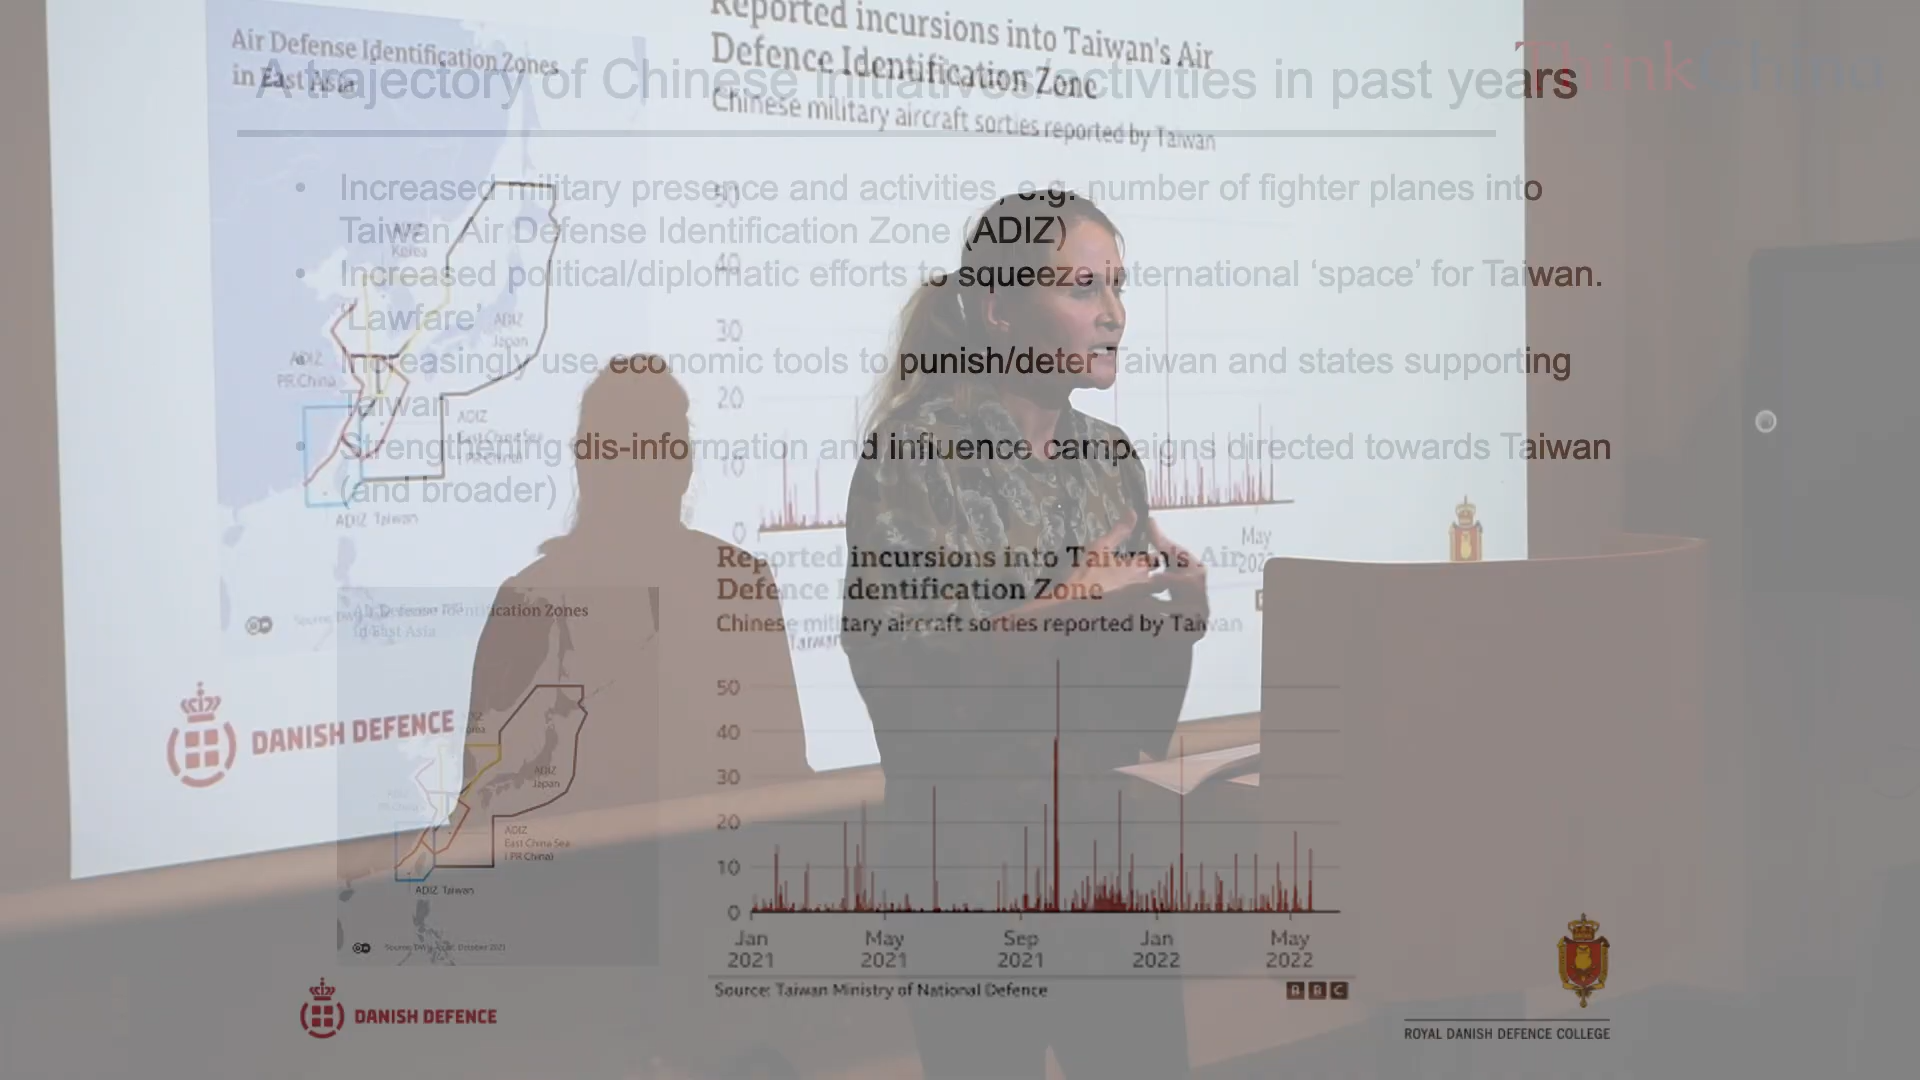 Air Defense Identification Zones
in East Asia
Reported incursions into Taiwan's Air
Defence Identification Zone
Chinese military aircraft sorties reported by Taiwan
ThinkChina
A trajectory of Chinese initiatives/activities in past years
• Increased military presence and activities, e.g. number of fighter planes into
Taiwan Air Defense Identification Zone (ADIZ)
• Increased political/diplomatic efforts to squeeze international ‘space’ for Taiwan.
‘Lawfare’
• Increasingly use economic tools to punish/deter Taiwan and states supporting
Taiwan
• Strengthening dis-information and influence campaigns directed towards Taiwan
(and broader)
50
40
30
20
10
0
ADIZ
Korea
ADIZ
Japan
ADIZ
PR China
ADIZ
East China Sea
(PR China)
ADIZ Taiwan
May
DANISH DEFENCE
Air Defense Identification Zones
in East Asia
ADIZ
Japan
ADIZ
East China Sea
(PR China)
ADIZ Taiwan
Reported incursions into Taiwan's Air
Defence Identification Zone
Chinese military aircraft sorties reported by Taiwan
50
40
30
20
10
0
Jan
2021
May
2021
Sep
2021
Jan
2022
May
2022
Source: Taiwan Ministry of National Defence
BBC
DANISH DEFENCE
ROYAL DANISH DEFENCE COLLEGE